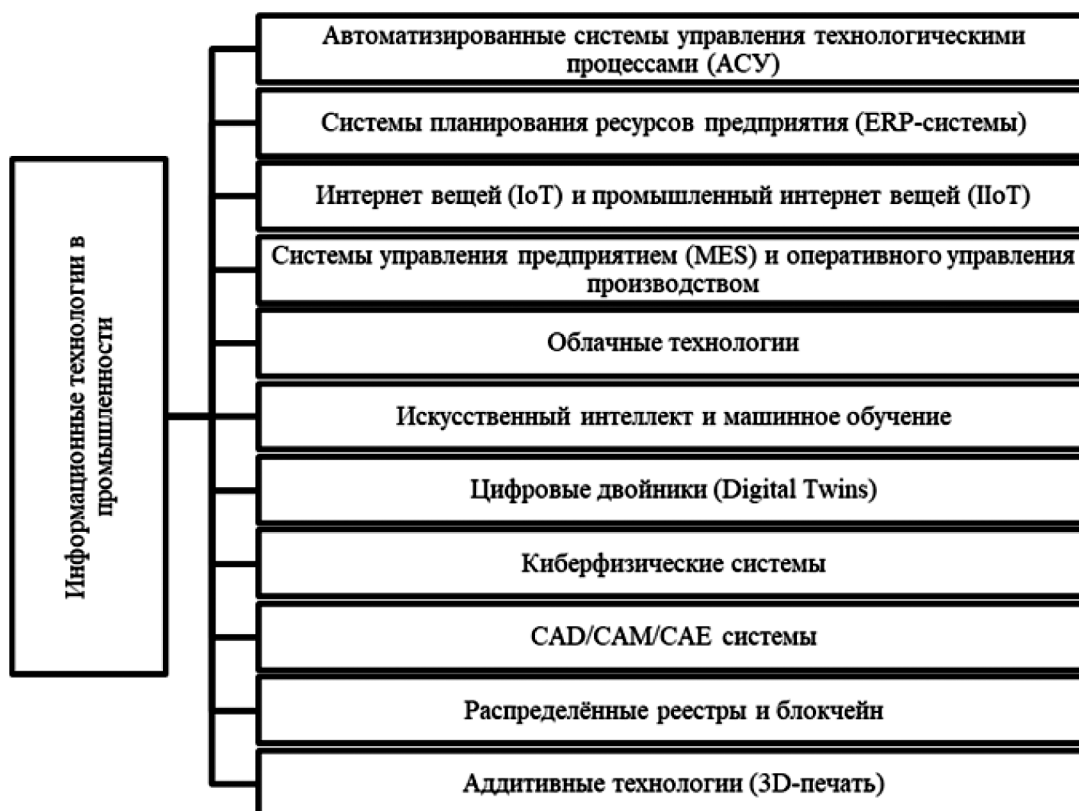 Информационные технологии в
промышленности
Автоматизированные системы управления технологическими
процессами (АСУ)
Системы планирования ресурсов предприятия (ERP-системы)
Интернет вещей (IoT) и промышленный интернет вещей (IIoT)
Системы управления предприятием (MES) и оперативного управления
производством
Облачные технологии
Искусственный интеллект и машинное обучение
Цифровые двойники (Digital Twins)
Киберфизические системы
CAD/CAM/CAE системы
Распределённые реестры и блокчейн
Аддитивные технологии (3D-печать)